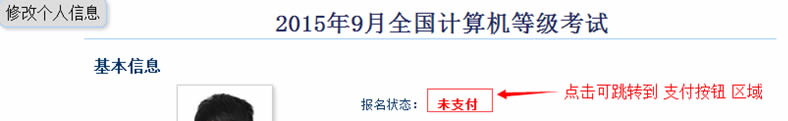 修改个人信息
2015年9月全国计算机等级考试
基本信息
报名状态： 未支付
点击可跳转到 支付按钮 区域